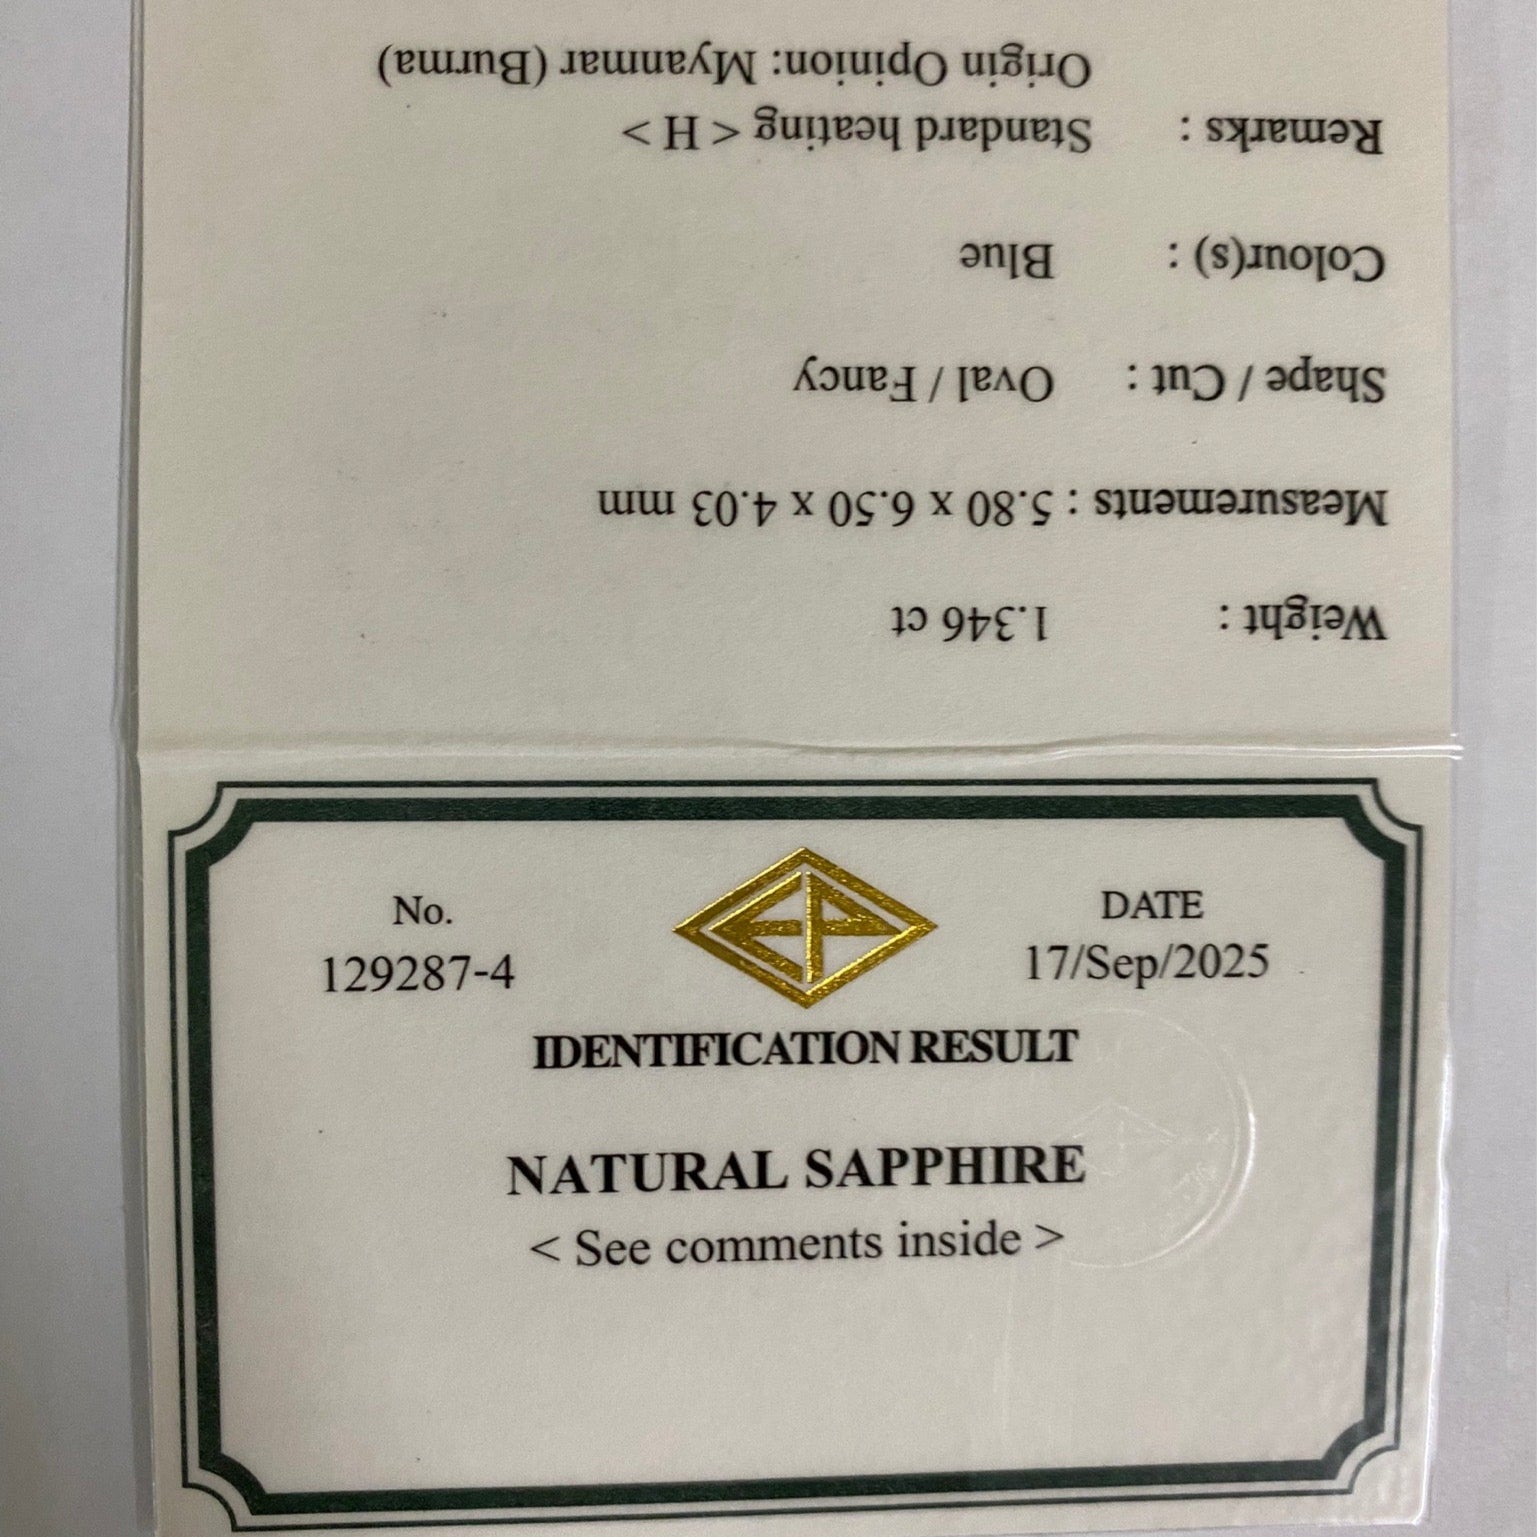 No.
129287-4
DATE
17/Sep/2025
IDENTIFICATION RESULT
NATURAL SAPPHIRE
< See comments inside >
Weight : 1.346 ct
Measurements : 5.80 x 6.50 x 4.03 mm
Shape / Cut : Oval / Fancy
Colour(s) : Blue
Remarks : Standard heating < H >
Origin Opinion: Myanmar (Burma)